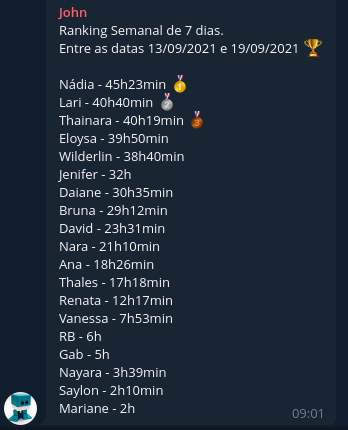 John
Ranking Semanal de 7 dias.
Entre as datas 13/09/2021 e 19/09/2021 🏆
Nádia - 45h23min 🥇
Lari - 40h40min 🥈
Thainara - 40h19min 🥉
Eloysa - 39h50min
Wilderlin - 38h40min
Jenifer - 32h
Daiane - 30h35min
Bruna - 29h12min
David - 23h31min
Nara - 21h10min
Ana - 18h26min
Thales - 17h18min
Renata - 12h17min
Vanessa - 7h53min
RB - 6h
Gab - 5h
Nayara - 3h39min
Saylon - 2h10min
Mariane - 2h
09:01